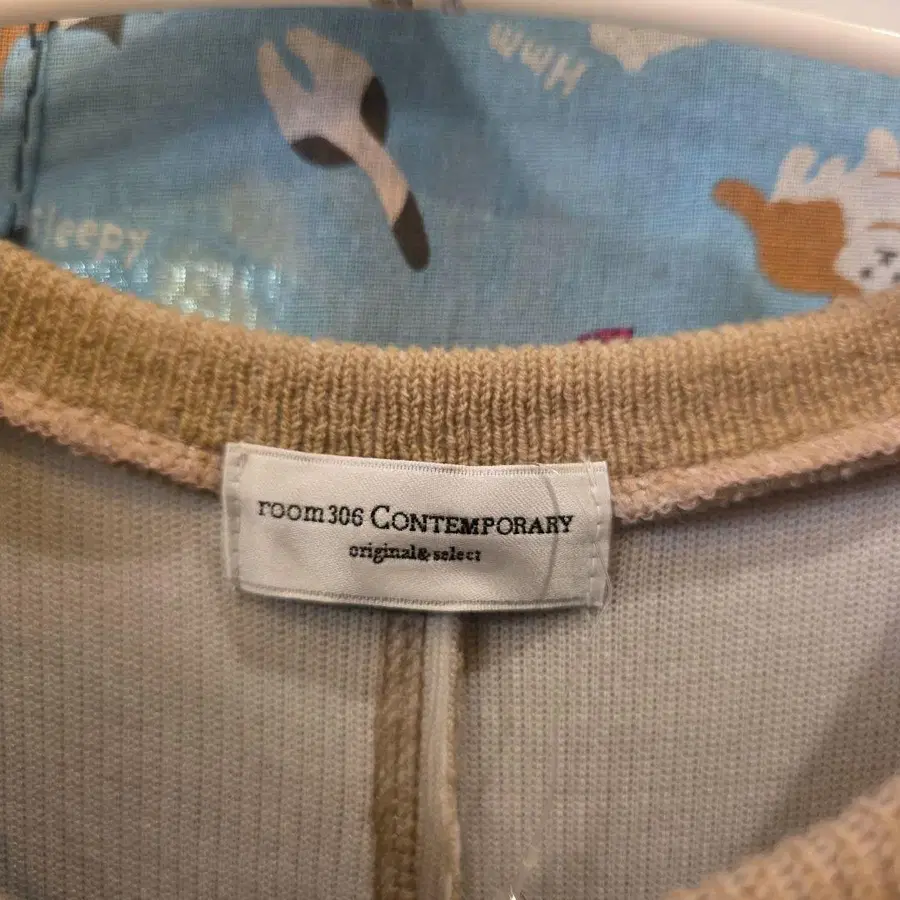 Hmm
Sleepy
room306 CONTEMPORARY
original&select